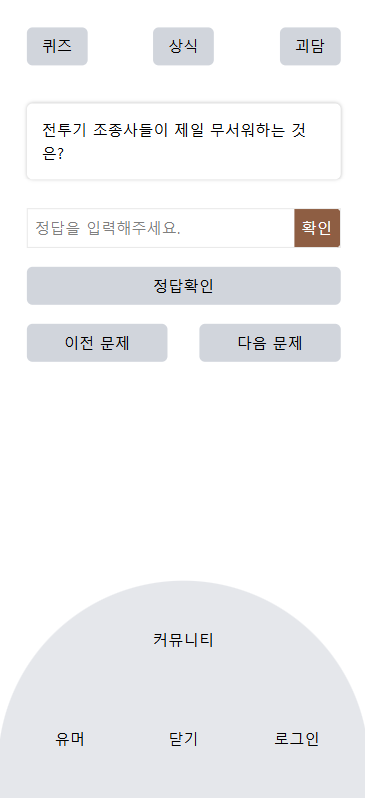 퀴즈 상식 괴담
전투기 조종사들이 제일 무서워하는 것
은?
정답을 입력해주세요. 확인
정답확인
이전 문제 다음 문제
커뮤니티
유머 닫기 로그인